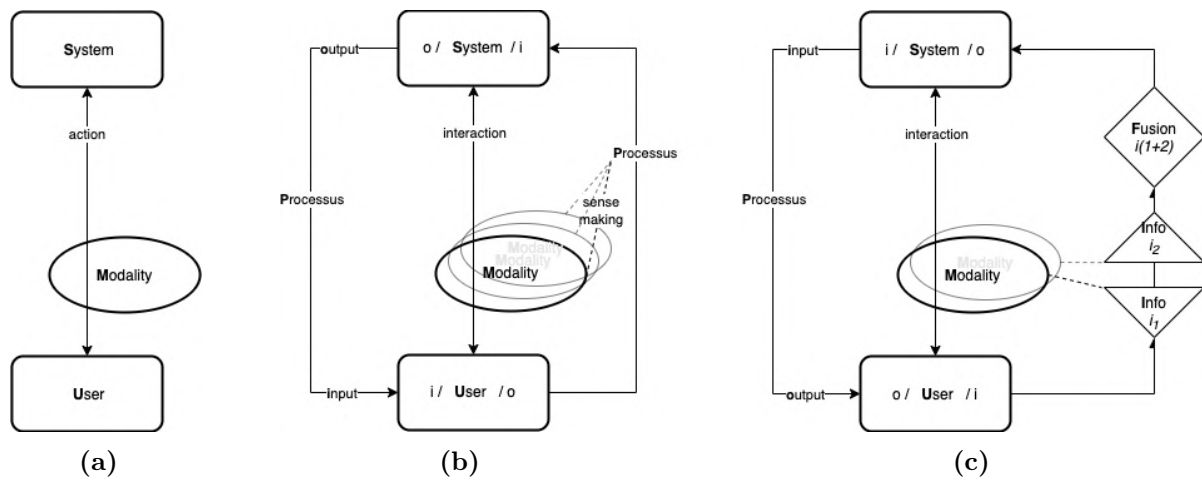 System
action
Modality
User
(a)
output
o / System / i
interaction
Processus
Processus
sense
making
Modality
Modality
Modality
input
i / User / o
(b)
input
i / System / o
Fusion
i(1+2)
interaction
Processus
Info
i2
Modality
Modality
Info
i1
output
o / User / i
(c)